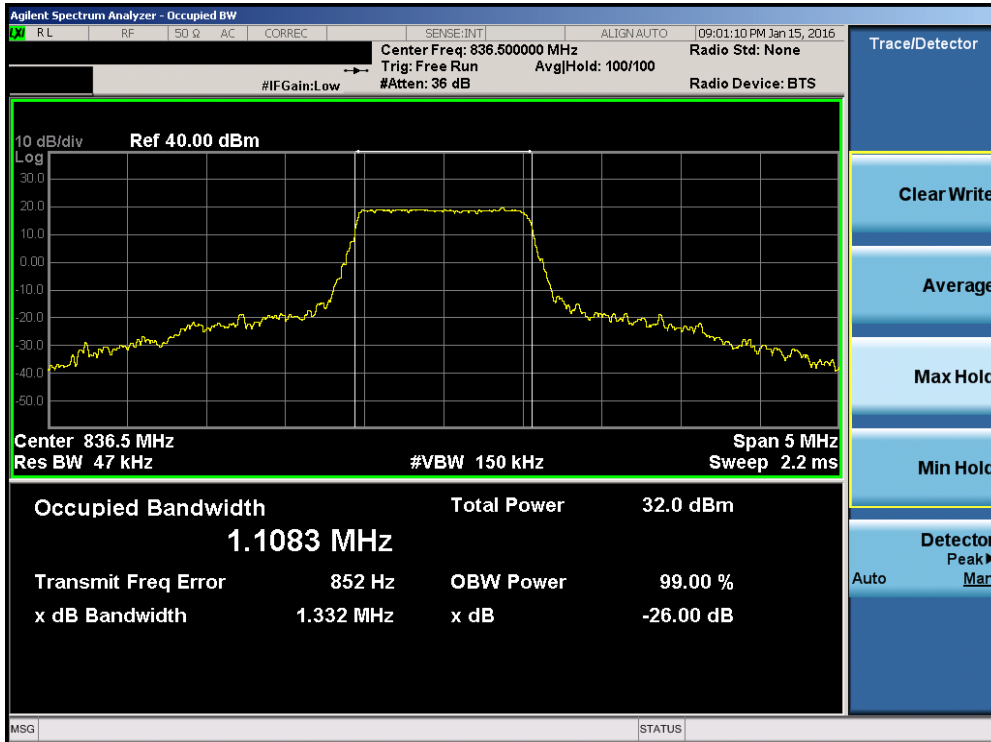 Agilent Spectrum Analyzer - Occupied BW
LXI RL RF 50 Ω AC CORREC SENSE:INT ALIGN AUTO 09:01:10 PM Jan 15, 2016
Center Freq: 836.500000 MHz Radio Std: None
Trig: Free Run Avg|Hold: 100/100
#IFGain:Low #Atten: 36 dB Radio Device: BTS
Trace/Detector
10 dB/div Ref 40.00 dBm
Log
30.0
20.0
10.0
0.00
-10.0
-20.0
-30.0
-40.0
-50.0
Center 836.5 MHz Span 5 MHz
Res BW 47 kHz #VBW 150 kHz Sweep 2.2 ms
Occupied Bandwidth Total Power 32.0 dBm
1.1083 MHz
Transmit Freq Error 852 Hz OBW Power 99.00 %
x dB Bandwidth 1.332 MHz x dB -26.00 dB
Clear Write
Average
Max Hold
Min Hold
Detector
Peak
Auto Man
MSG STATUS